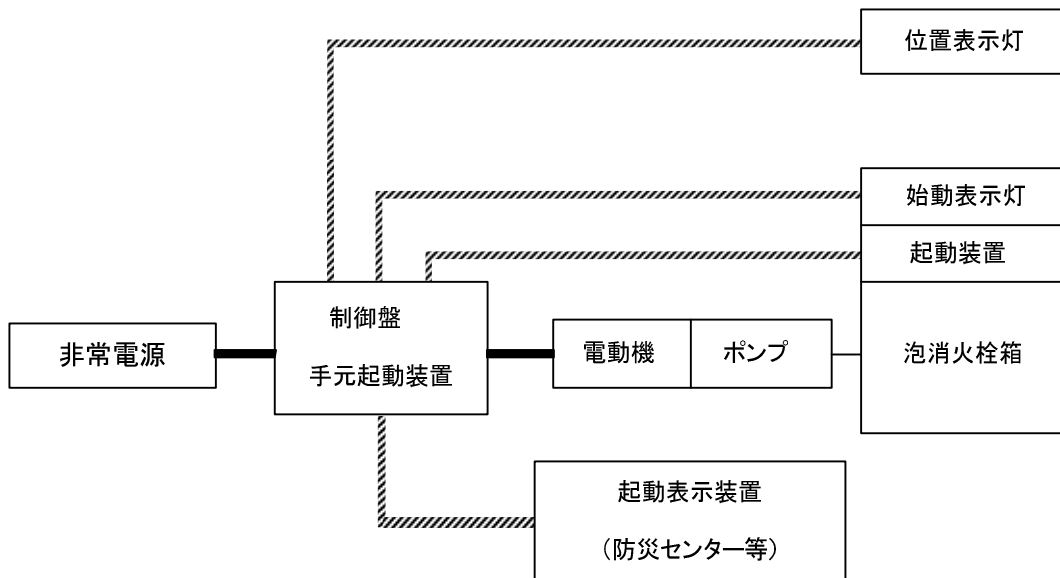 位置表示灯
始動表示灯
起動装置
制御盤
手元起動装置
非常電源
電動機
ポンプ
泡消火栓箱
起動表示装置
（防災センター等）